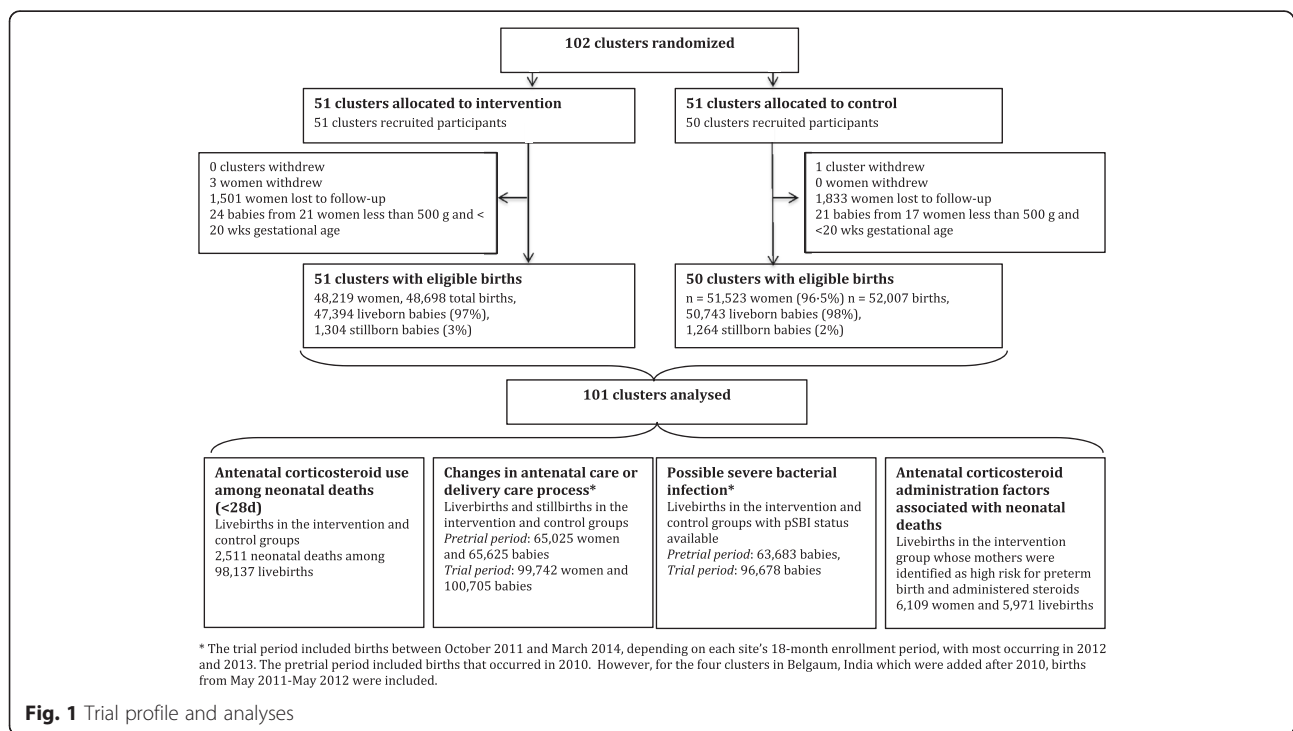 102 clusters randomized
51 clusters allocated to intervention
51 clusters recruited participants
51 clusters allocated to control
50 clusters recruited participants
0 clusters withdrew
3 women withdrew
1,501 women lost to follow-up
24 babies from 21 women less than 500 g and <
20 wks gestational age
1 cluster withdrew
0 women withdrew
1,833 women lost to follow-up
21 babies from 17 women less than 500 g and
<20 wks gestational age
51 clusters with eligible births
48,219 women, 48,698 total births,
47,394 liveborn babies (97%),
1,304 stillborn babies (3%)
50 clusters with eligible births
n = 51,523 women (96·5%) n = 52,007 births,
50,743 liveborn babies (98%),
1,264 stillborn babies (2%)
101 clusters analysed
Antenatal corticosteroid use
among neonatal deaths
(<28d)
Livebirths in the intervention and
control groups
2,511 neonatal deaths among
98,137 livebirths
Changes in antenatal care or
delivery care process*
Liverbirths and stillbirths in the
intervention and control groups
Pretrial period: 65,025 women
and 65,625 babies
Trial period: 99,742 women and
100,705 babies
Possible severe bacterial
infection*
Livebirths in the intervention and
control groups with pSBI status
available
Pretrial period: 63,683 babies,
Trial period: 96,678 babies
Antenatal corticosteroid
administration factors
associated with neonatal
deaths
Livebirths in the intervention
group whose mothers were
identified as high risk for preterm
birth and administered steroids
6,109 women and 5,971 livebirths
* The trial period included births between October 2011 and March 2014, depending on each site's 18-month enrollment period, with most occurring in 2012
and 2013. The pretrial period included births that occurred in 2010. However, for the four clusters in Belgaum, India which were added after 2010, births
from May 2011-May 2012 were included.
Fig. 1 Trial profile and analyses